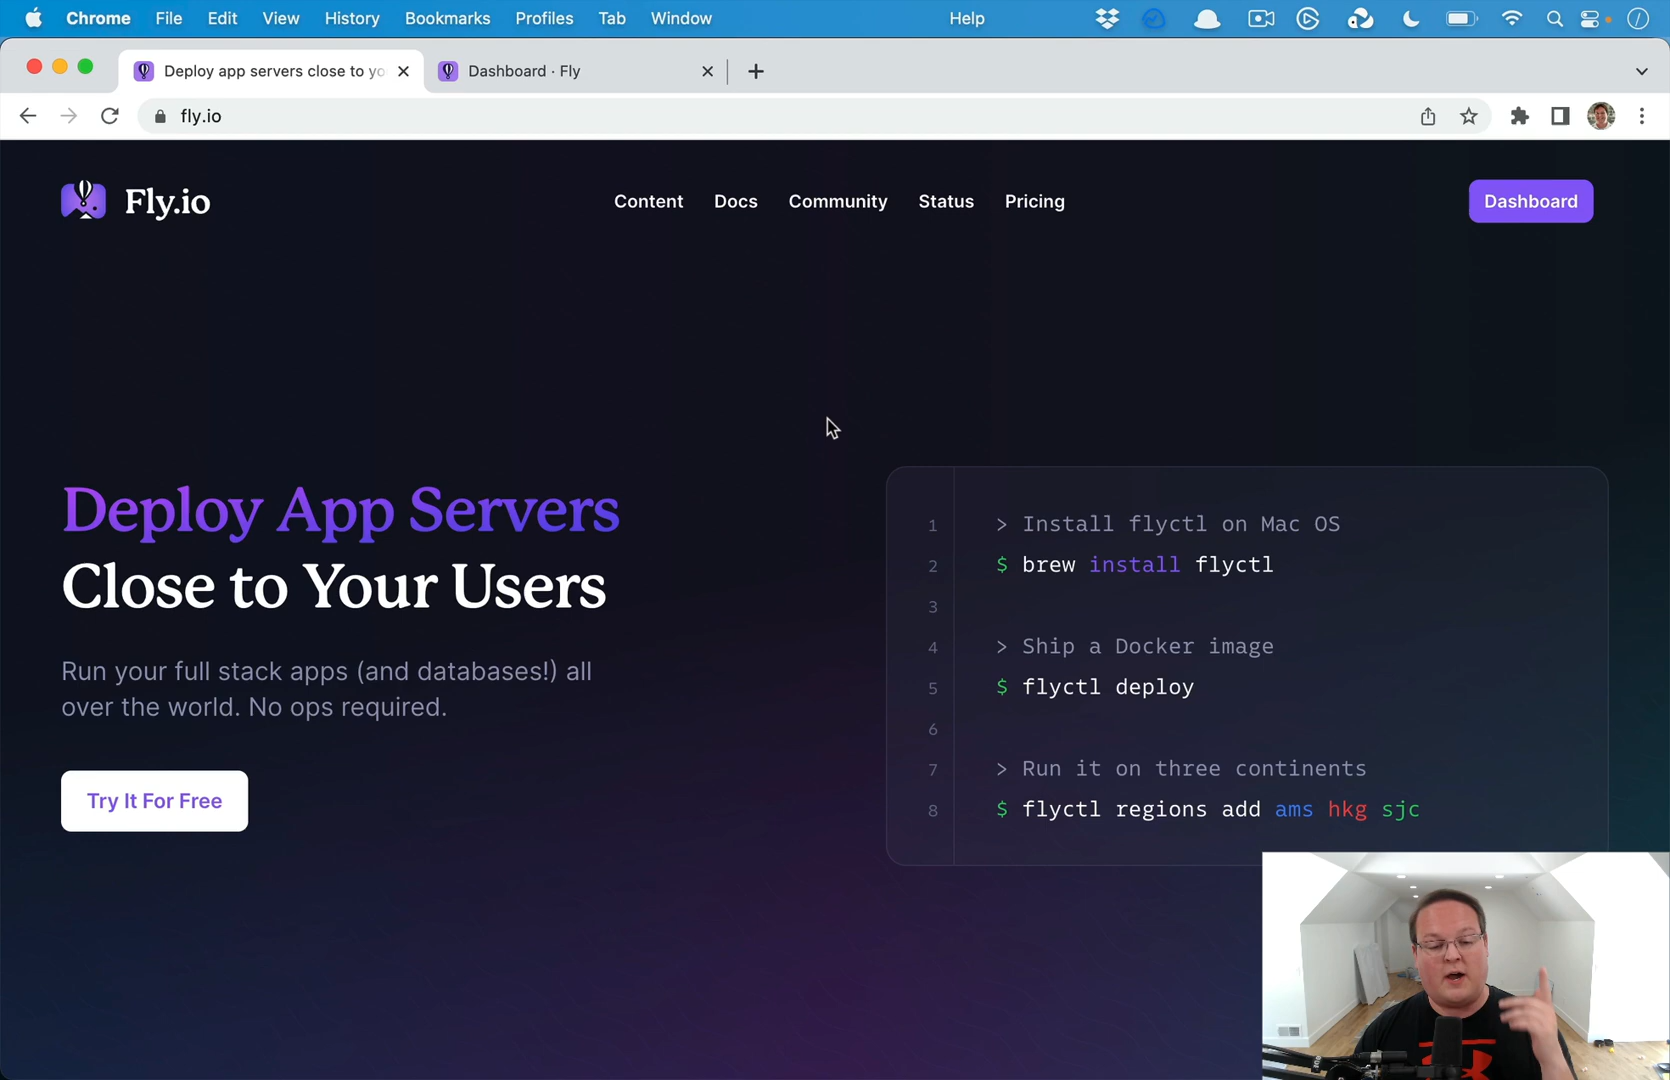 Chrome File Edit View History Bookmarks Profiles Tab Window Help
Deploy app servers close to yo
Dashboard · Fly
fly.io
Fly.io
Content Docs Community Status Pricing
Dashboard
Deploy App Servers
Close to Your Users
Run your full stack apps (and databases!) all
over the world. No ops required.
Try It For Free
1 > Install flyctl on Mac OS
2 $ brew install flyctl
3
4 > Ship a Docker image
5 $ flyctl deploy
6
7 > Run it on three continents
8 $ flyctl regions add ams hkg sjc